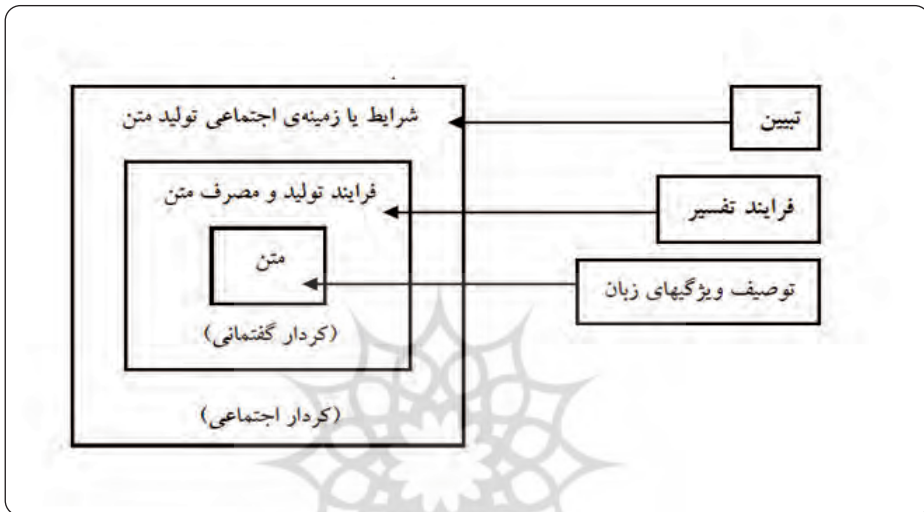 تبیین
شرایط یا زمینه‌ی اجتماعی تولید متن
فرایند تفسیر
فرایند تولید و مصرف متن
توصیف ویژگیهای زبان
متن
(کردار گفتمانی)
(کردار اجتماعی)